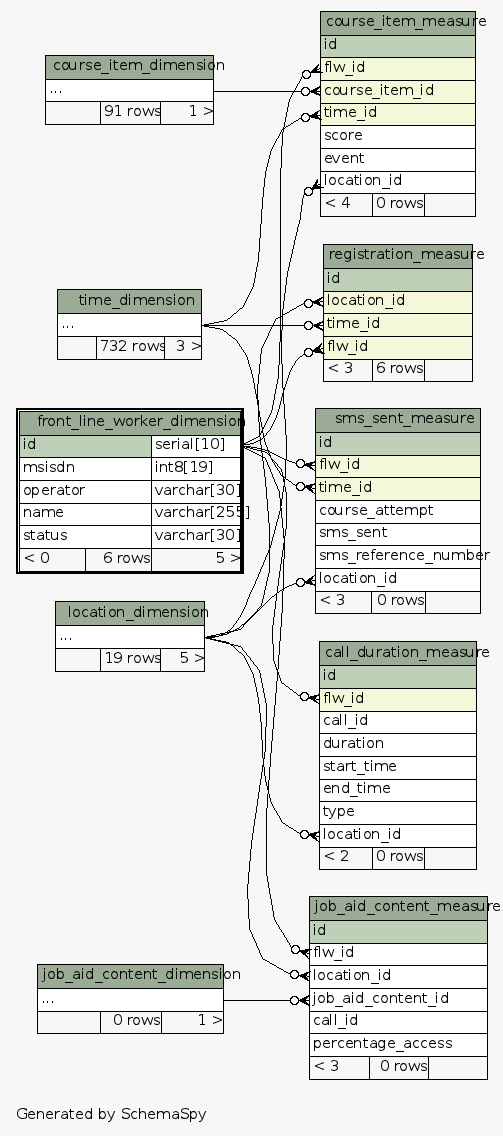 course_item_measure
id
flw_id
course_item_id
time_id
score
event
location_id
< 4 0 rows
course_item_dimension
...
91 rows 1 >
registration_measure
id
location_id
time_id
flw_id
< 3 6 rows
time_dimension
...
732 rows 3 >
front_line_worker_dimension
id serial[10]
msisdn int8[19]
operator varchar[30]
name varchar[255]
status varchar[30]
< 0 6 rows 5 >
sms_sent_measure
id
flw_id
time_id
course_attempt
sms_sent
sms_reference_number
location_id
< 3 0 rows
location_dimension
...
19 rows 5 >
call_duration_measure
id
flw_id
call_id
duration
start_time
end_time
type
location_id
< 2 0 rows
job_aid_content_measure
id
flw_id
location_id
job_aid_content_id
call_id
percentage_access
< 3 0 rows
job_aid_content_dimension
...
0 rows 1 >
Generated by SchemaSpy